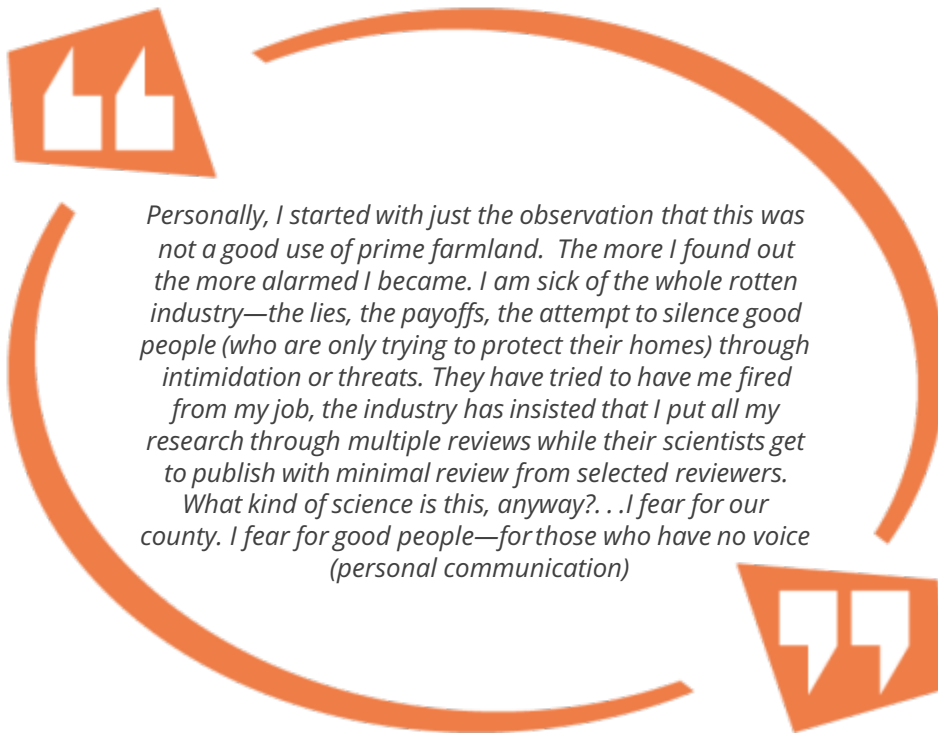 Personally, I started with just the observation that this was
not a good use of prime farmland.  The more I found out
the more alarmed I became. I am sick of the whole rotten
industry—the lies, the payoffs, the attempt to silence good
people (who are only trying to protect their homes) through
intimidation or threats. They have tried to have me fired
from my job, the industry has insisted that I put all my
research through multiple reviews while their scientists get
to publish with minimal review from selected reviewers.
What kind of science is this, anyway?. . .I fear for our
county. I fear for good people—for those who have no voice
(personal communication)